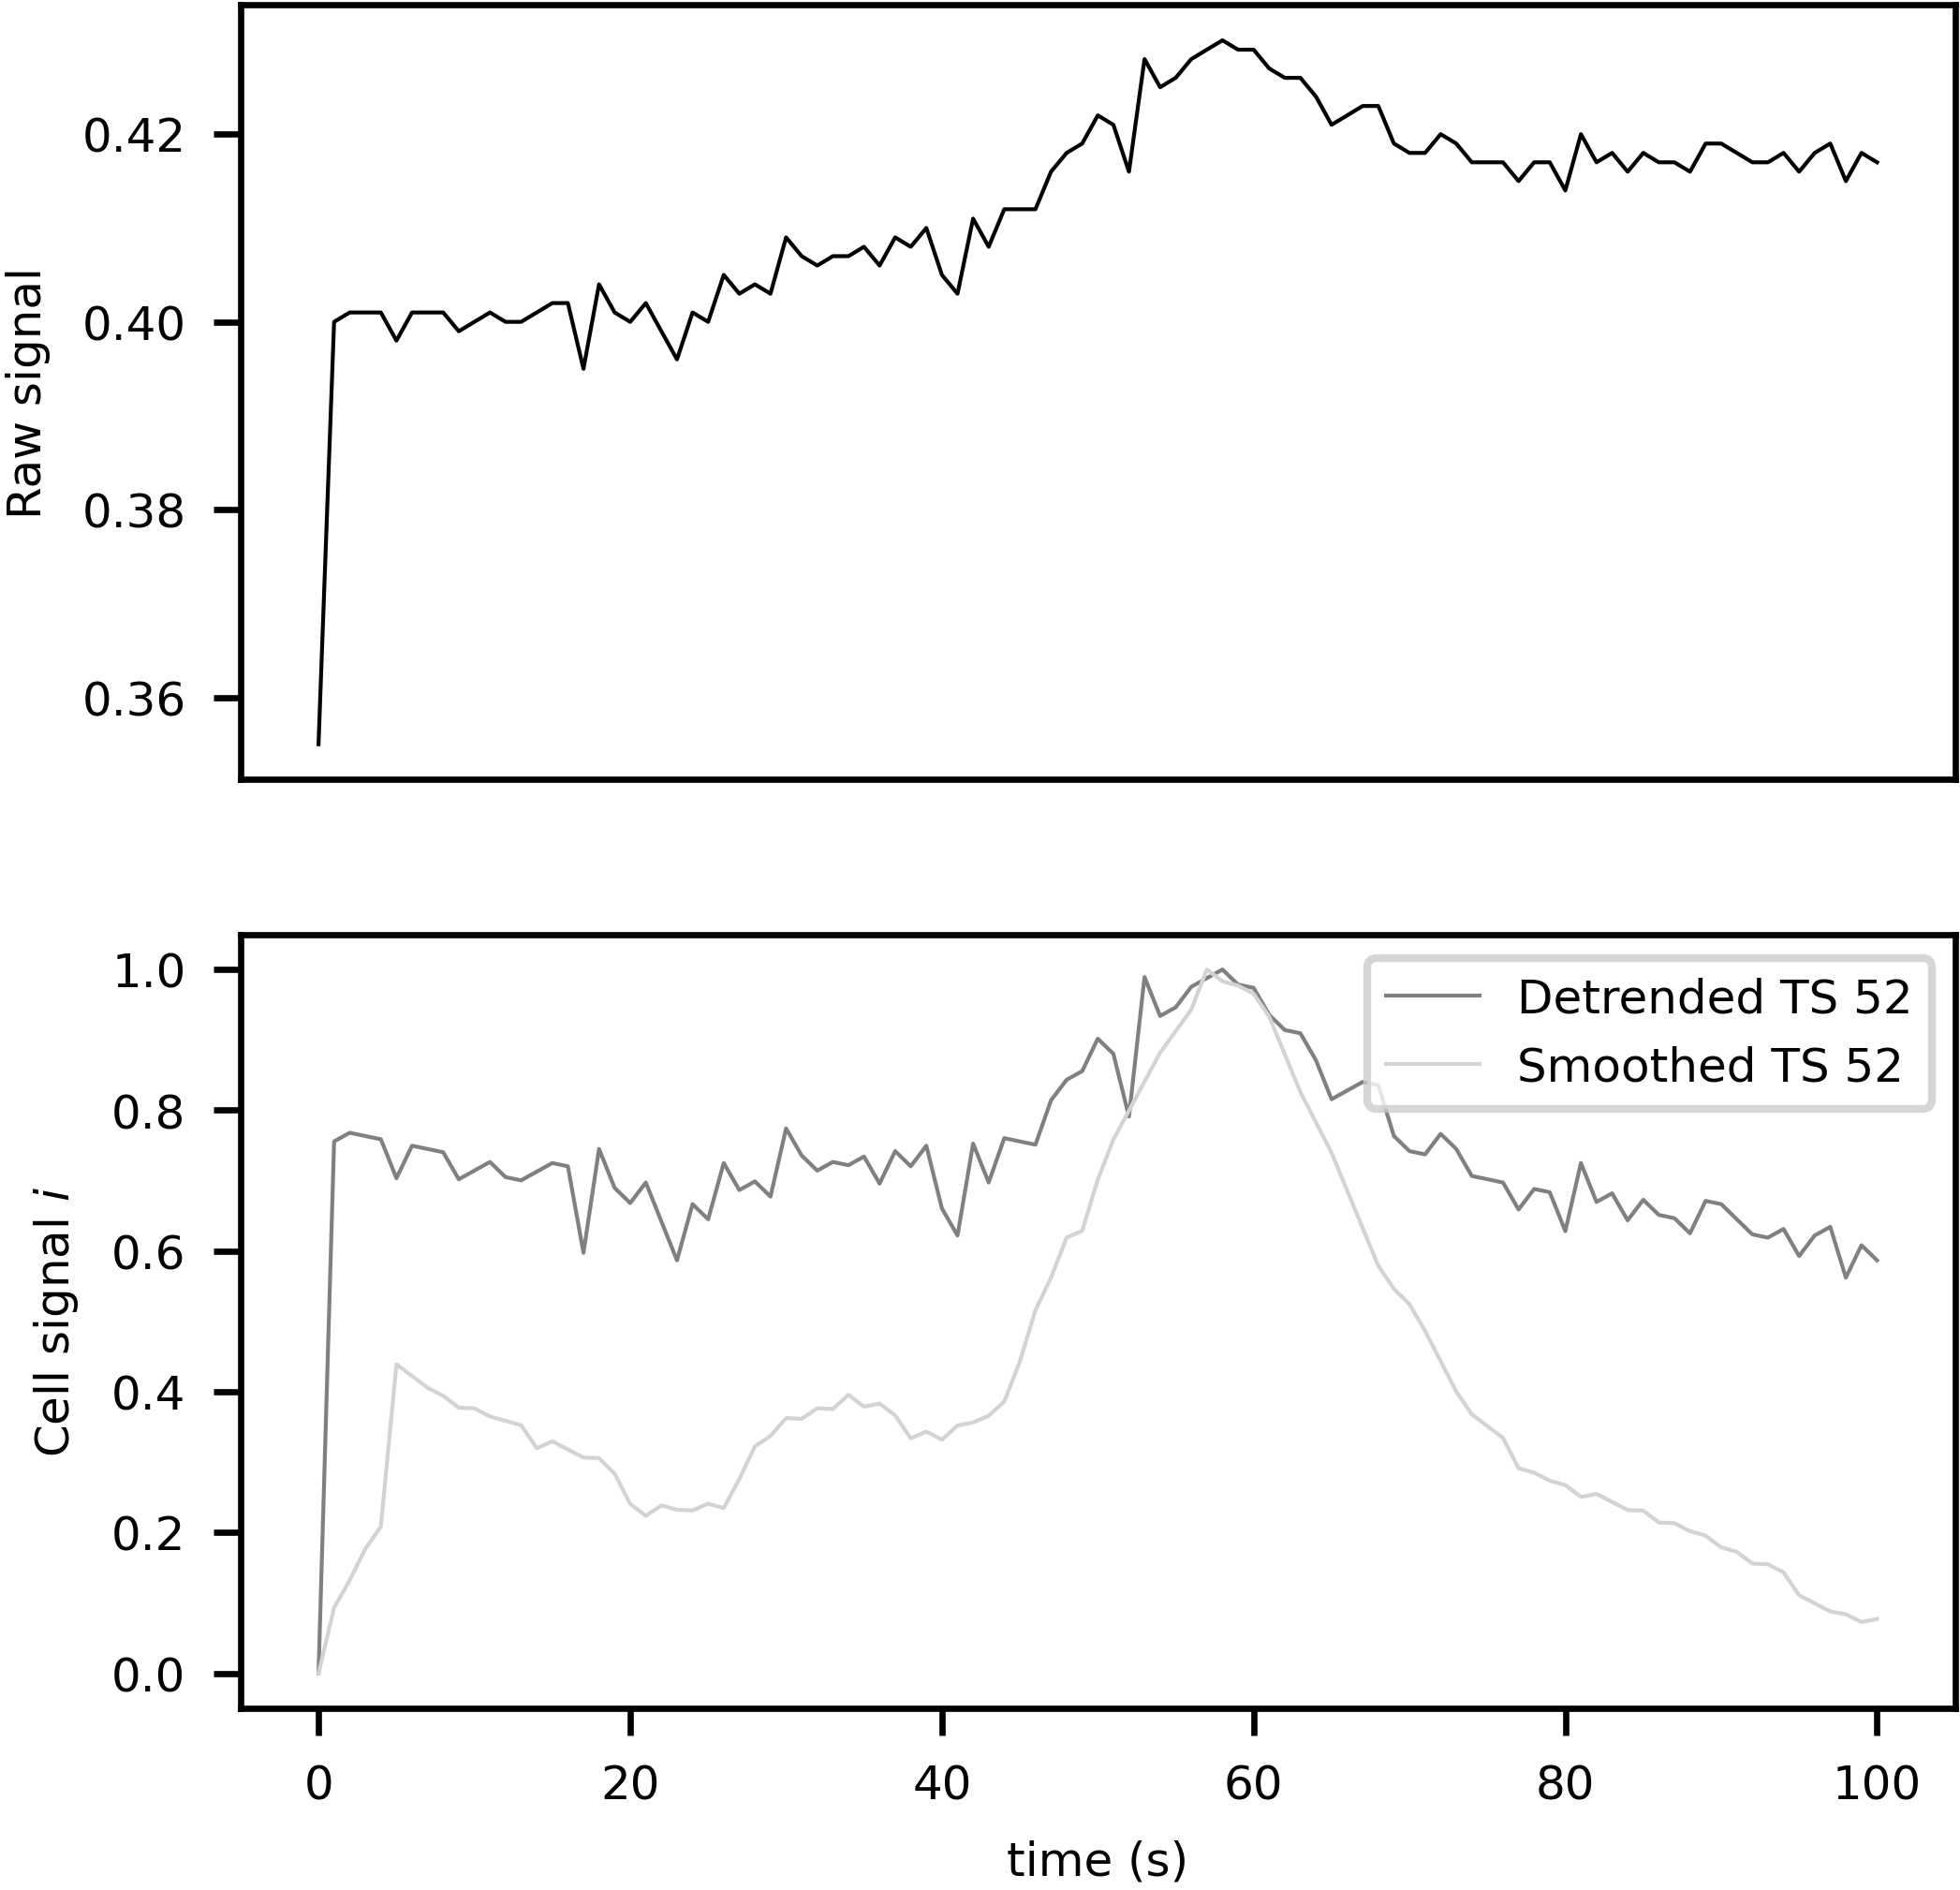 Raw signal
0.42
0.40
0.38
0.36
Cell signal i
1.0
0.8
0.6
0.4
0.2
0.0
Detrended TS 52
Smoothed TS 52
0 20 40 60 80 100
time (s)